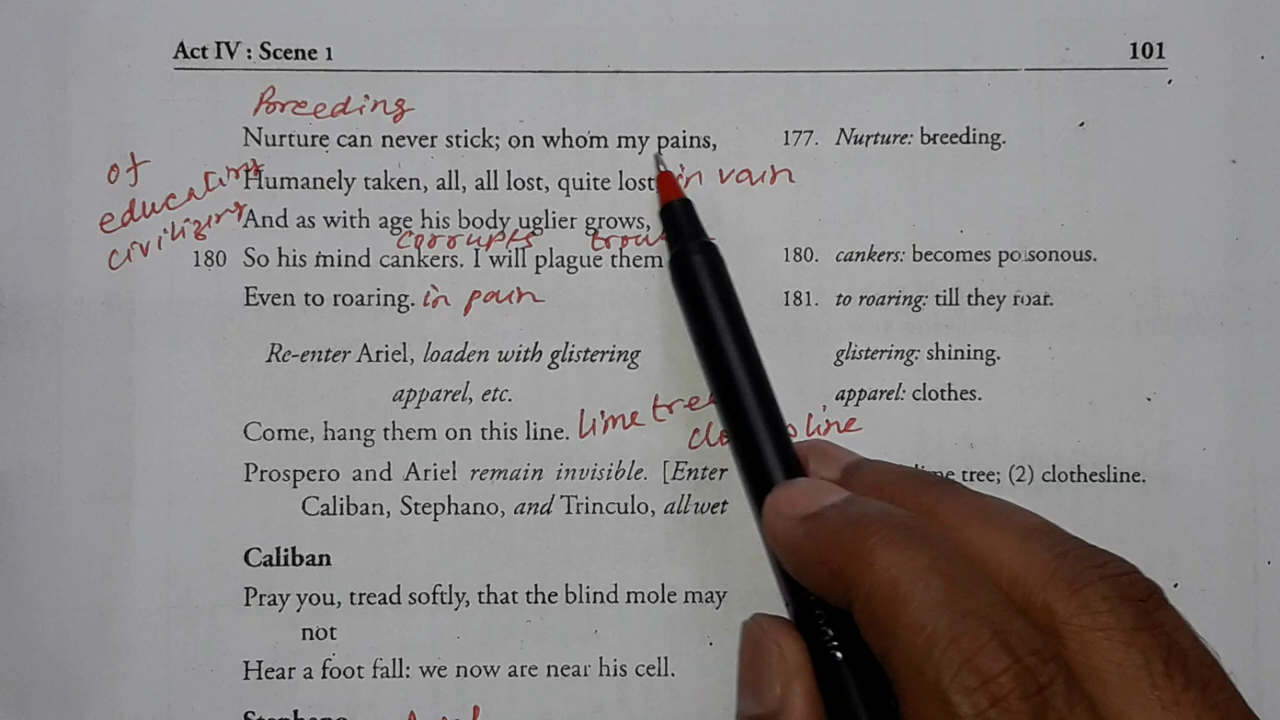 Act IV : Scene 1 101
Breeding
Nurture can never stick; on whom my pains, 177. Nurture: breeding.
of educating civilizing
Humanely taken, all, all lost, quite lost in vain
And as with age his body uglier grows,
corrupts
180 So his mind cankers. I will plague them 180. cankers: becomes poisonous.
Even to roaring. in pain 181. to roaring: till they roar.
Re-enter Ariel, loaden with glistering glistering: shining.
apparel, etc. apparel: clothes.
Come, hang them on this line. lime tree
line
Prospero and Ariel remain invisible. [Enter tree; (2) clothesline.
Caliban, Stephano, and Trinculo, all wet
Caliban
Pray you, tread softly, that the blind mole may
not
Hear a foot fall: we now are near his cell.